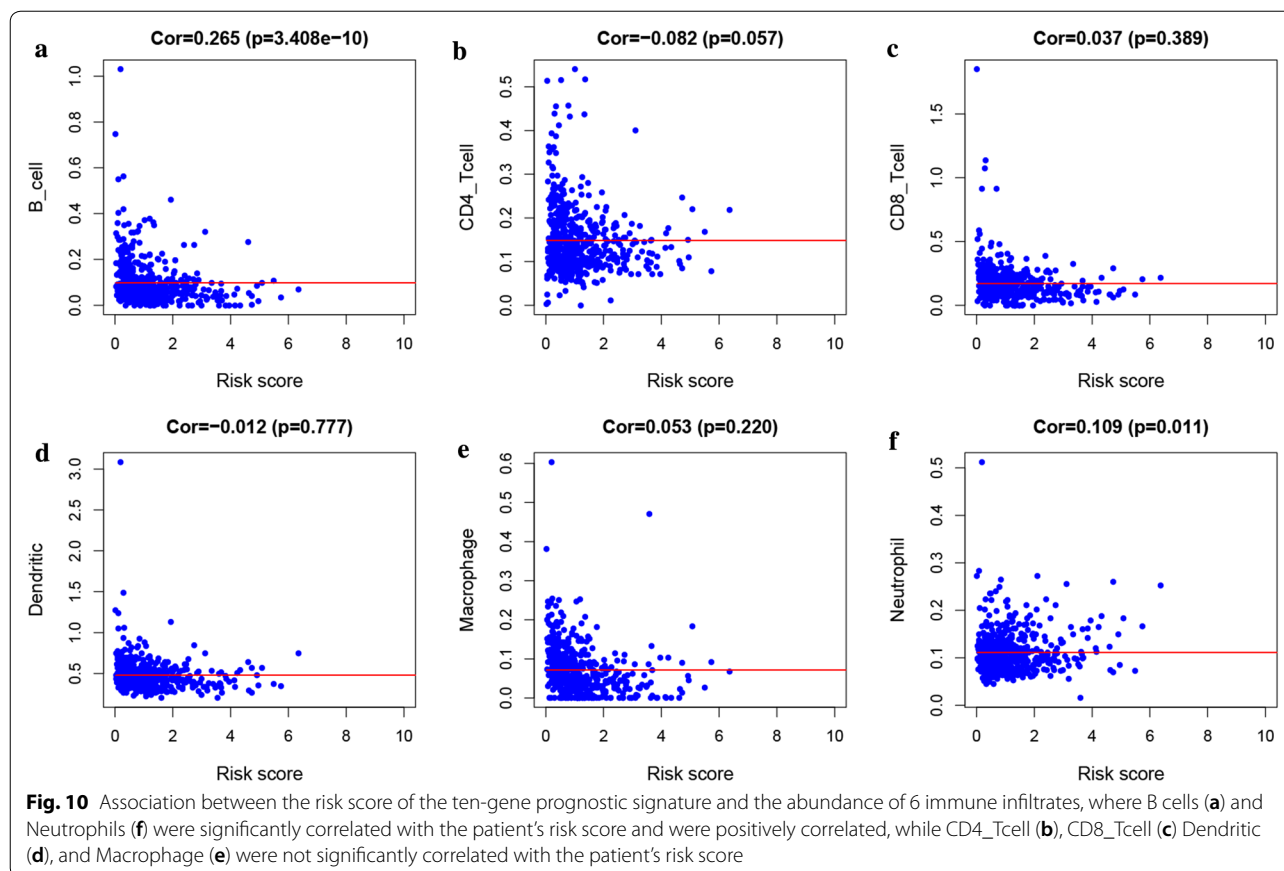 a
Cor=0.265 (p=3.408e−10)
1.0
0.8
0.6
0.4
0.2
0.0
B_cell
0 2 4 6 8 10
Risk score
b
Cor=−0.082 (p=0.057)
0.5
0.4
0.3
0.2
0.1
0.0
CD4_Tcell
0 2 4 6 8 10
Risk score
c
Cor=0.037 (p=0.389)
1.5
1.0
0.5
0.0
CD8_Tcell
0 2 4 6 8 10
Risk score
d
Cor=−0.012 (p=0.777)
3.0
2.5
2.0
1.5
1.0
0.5
Dendritic
0 2 4 6 8 10
Risk score
e
Cor=0.053 (p=0.220)
0.6
0.5
0.4
0.3
0.2
0.1
0.0
Macrophage
0 2 4 6 8 10
Risk score
f
Cor=0.109 (p=0.011)
0.5
0.4
0.3
0.2
0.1
0.0
Neutrophil
0 2 4 6 8 10
Risk score
Fig. 10 Association between the risk score of the ten-gene prognostic signature and the abundance of 6 immune infiltrates, where B cells (a) and
Neutrophils (f) were significantly correlated with the patient’s risk score and were positively correlated, while CD4_Tcell (b), CD8_Tcell (c) Dendritic
(d), and Macrophage (e) were not significantly correlated with the patient’s risk score